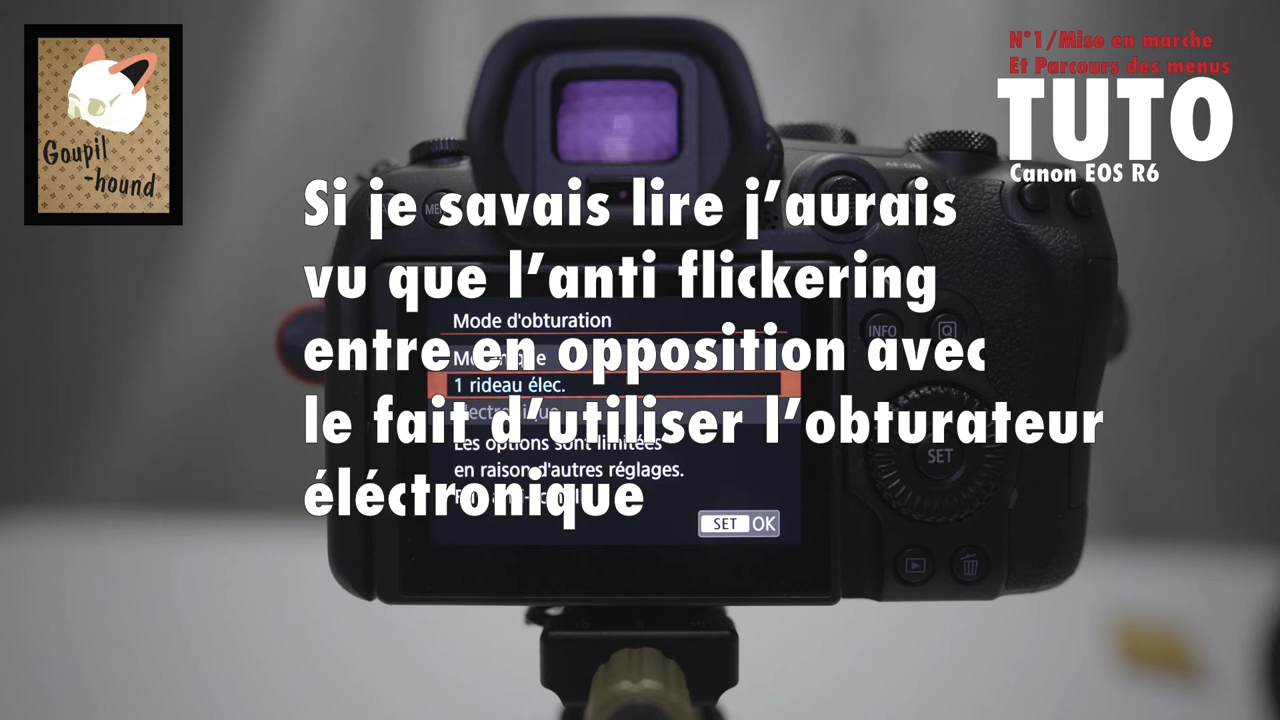 Goupil
-hound
N°1/Mise en marche
Et Parcours des menus
TUTO
Canon EOS R6
Si je savais lire j’aurais
vu que l’anti flickering
entre en opposition avec
le fait d’utiliser l’obturateur
éléctronique
Mode d'obturation
1 rideau élec.
Les options sont limitées
en raison d'autres réglages.
SET OK
AF-ON
INFO
Q
SET